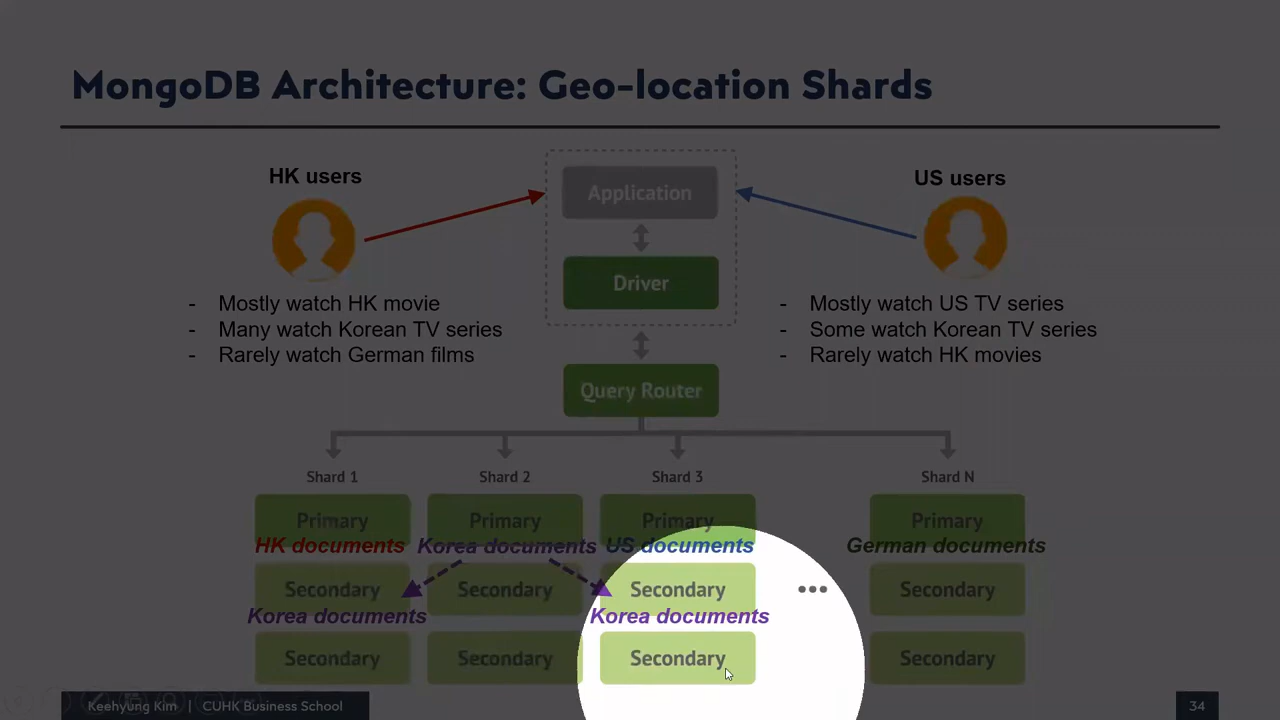 MongoDB Architecture: Geo-location Shards
HK users
US users
Application
Driver
- Mostly watch HK movie
- Many watch Korean TV series
- Rarely watch German films
- Mostly watch US TV series
- Some watch Korean TV series
- Rarely watch HK movies
Query Router
Shard 1
Shard 2
Shard 3
Shard N
Primary
Primary
Primary
Primary
HK documents
Korea documents
US documents
German documents
Secondary
Secondary
Secondary
•••
Secondary
Korea documents
Korea documents
Secondary
Secondary
Secondary
Secondary
Keehyung Kim | CUHK Business School
34